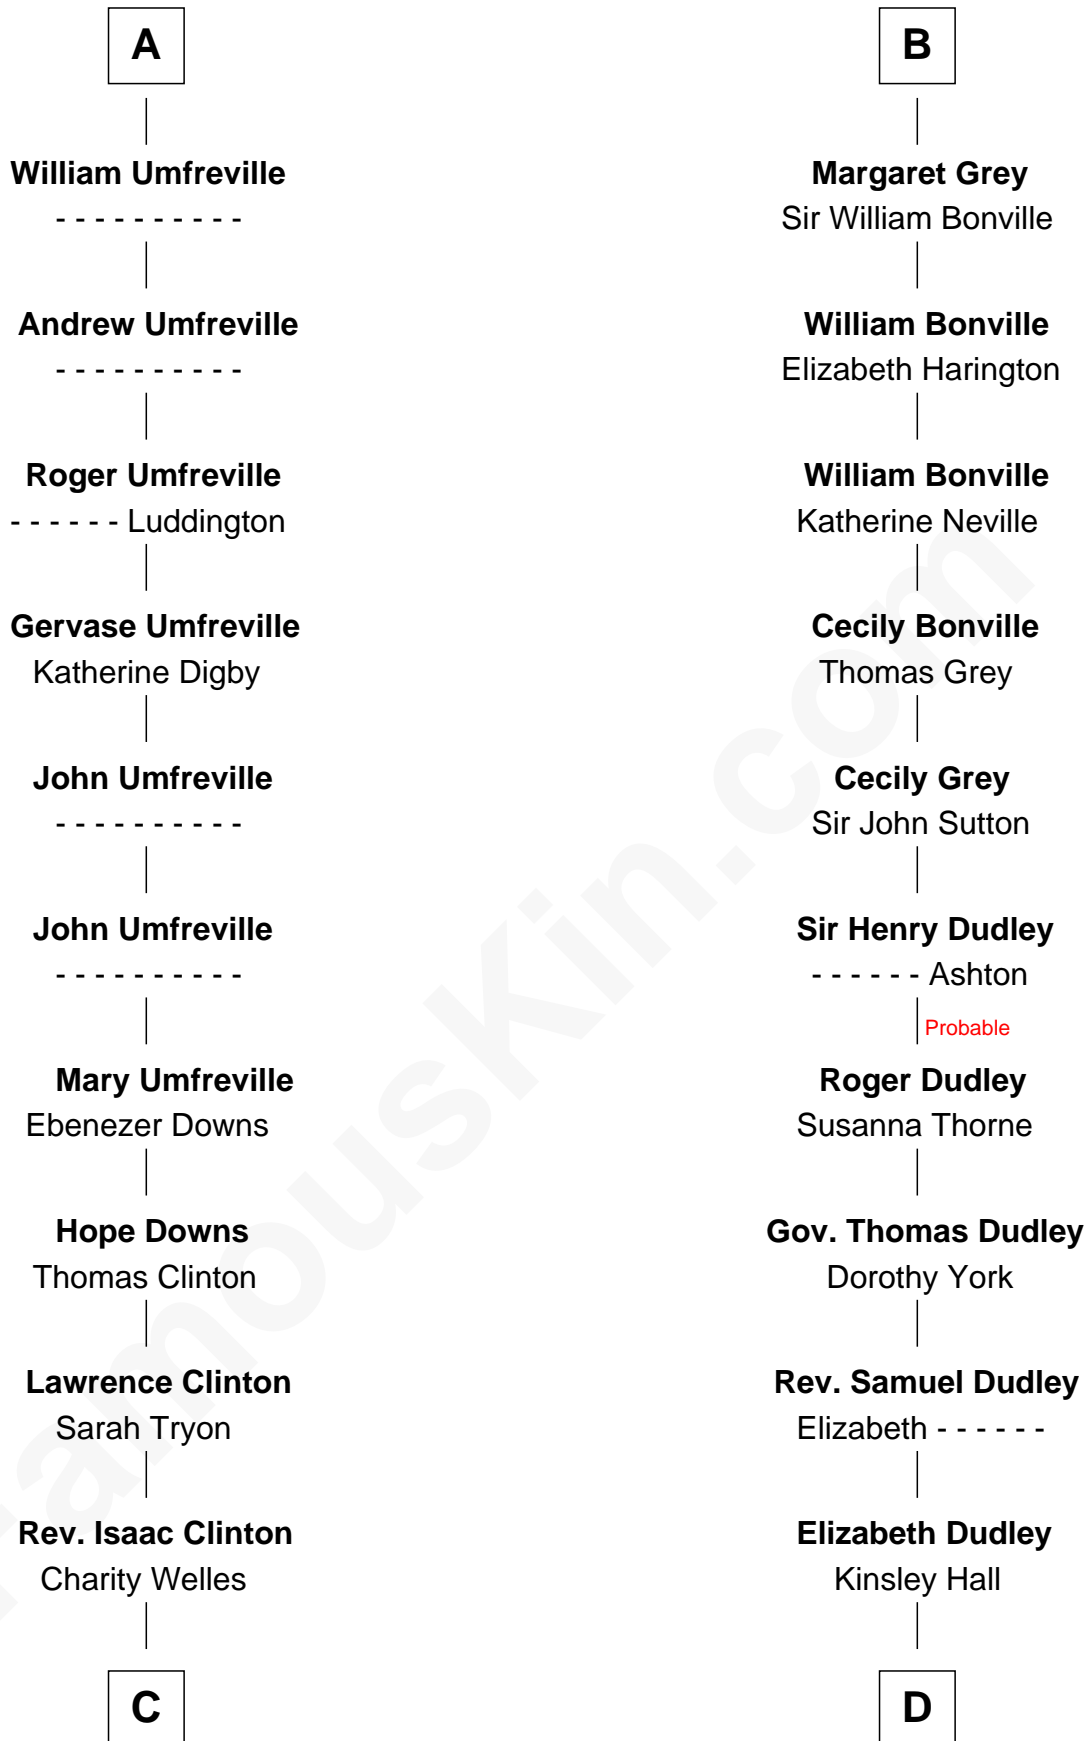 A
William Umfreville
- - - - - - - - - -
Andrew Umfreville
- - - - - - - - - -
Roger Umfreville
- - - - - - Luddington
Gervase Umfreville
Katherine Digby
John Umfreville
- - - - - - - - - -
John Umfreville
- - - - - - - - - -
Mary Umfreville
Ebenezer Downs
Hope Downs
Thomas Clinton
Lawrence Clinton
Sarah Tryon
Rev. Isaac Clinton
Charity Welles
C
B
Margaret Grey
Sir William Bonville
William Bonville
Elizabeth Harington
William Bonville
Katherine Neville
Cecily Bonville
Thomas Grey
Cecily Grey
Sir John Sutton
Sir Henry Dudley
- - - - - - Ashton
Probable
Roger Dudley
Susanna Thorne
Gov. Thomas Dudley
Dorothy York
Rev. Samuel Dudley
Elizabeth - - - - - -
Elizabeth Dudley
Kinsley Hall
D
FamousKin.com